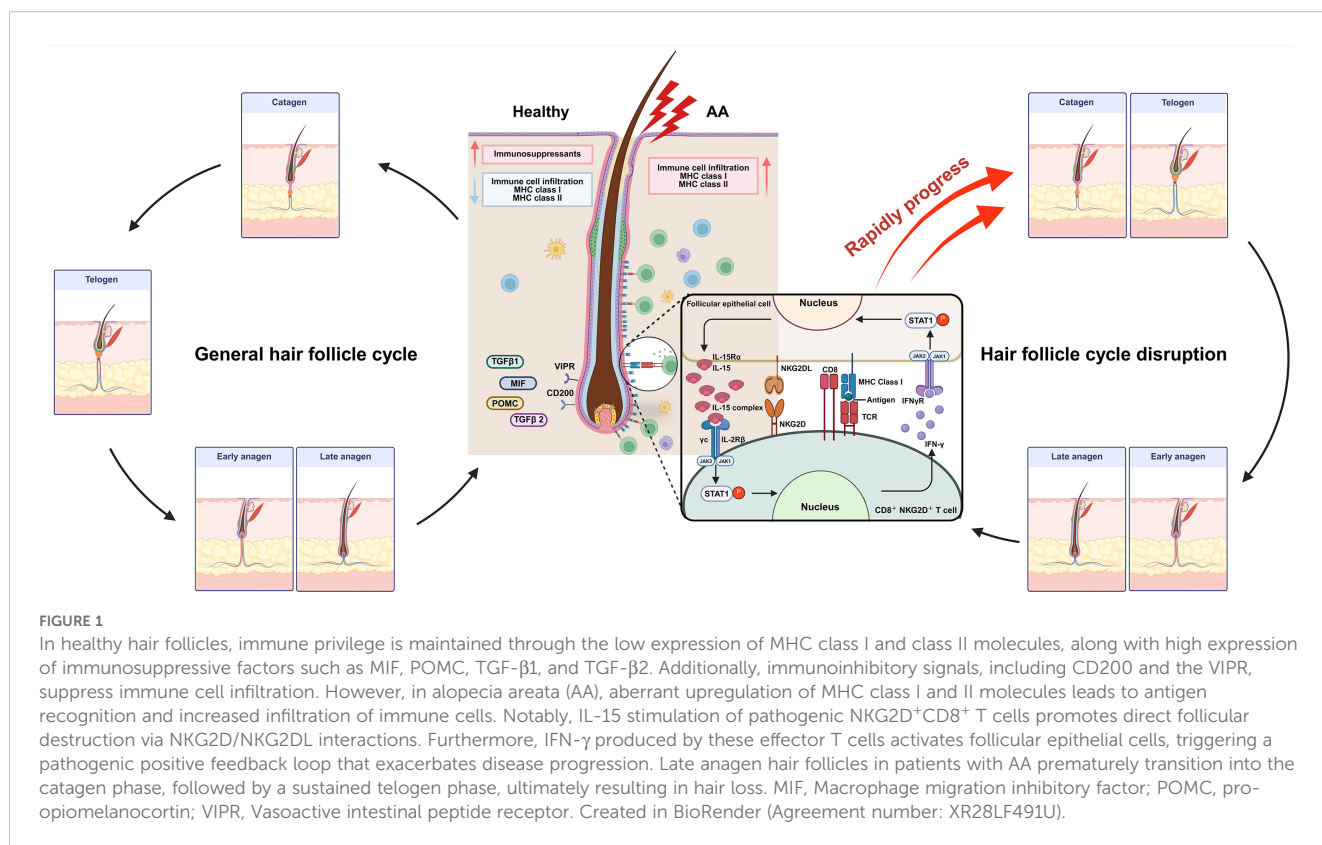 Catagen
Telogen
General hair follicle cycle
Early anagen
Late anagen
Healthy
AA
Immunosuppressants
Immune cell infiltration
MHC class I
MHC class II
Immune cell infiltration
MHC class I
MHC class II
TGFβ1
MIF
POMC
TGFβ 2
VIPR
CD200
Follicular epithelial cell
Nucleus
STAT1
P
IL-15Rα
IL-15
NKG2DL
CD8
MHC Class I
Antigen
TCR
JAK2
JAK1
IFNγR
IL-15 complex
NKG2D
γc
IL-2Rβ
IFN-γ
JAK3
JAK1
STAT1
P
Nucleus
CD8⁺ NKG2D⁺ T cell
Rapidly progress
Catagen
Telogen
Hair follicle cycle disruption
Late anagen
Early anagen
FIGURE 1
In healthy hair follicles, immune privilege is maintained through the low expression of MHC class I and class II molecules, along with high expression
of immunosuppressive factors such as MIF, POMC, TGF-β1, and TGF-β2. Additionally, immunoinhibitory signals, including CD200 and the VIPR,
suppress immune cell infiltration. However, in alopecia areata (AA), aberrant upregulation of MHC class I and II molecules leads to antigen
recognition and increased infiltration of immune cells. Notably, IL-15 stimulation of pathogenic NKG2D⁺CD8⁺ T cells promotes direct follicular
destruction via NKG2D/NKG2DL interactions. Furthermore, IFN-γ produced by these effector T cells activates follicular epithelial cells, triggering a
pathogenic positive feedback loop that exacerbates disease progression. Late anagen hair follicles in patients with AA prematurely transition into the
catagen phase, followed by a sustained telogen phase, ultimately resulting in hair loss. MIF, Macrophage migration inhibitory factor; POMC, pro-
opiomelanocortin; VIPR, Vasoactive intestinal peptide receptor. Created in BioRender (Agreement number: XR28LF491U).